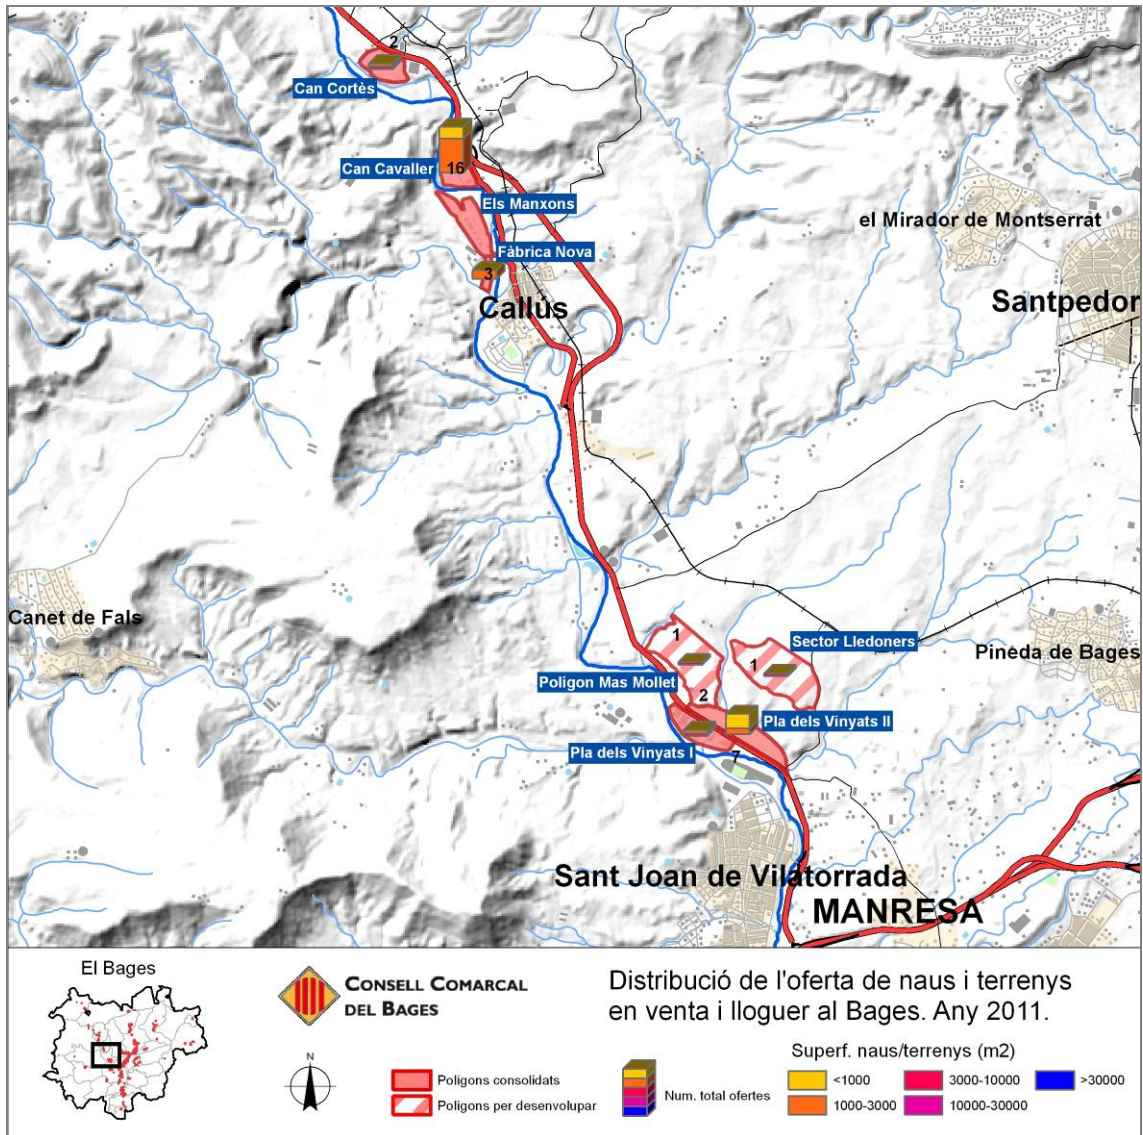 2
Can Cortès
Can Cavaller
16
Els Manxons
el Mirador de Montserrat
Fàbrica Nova
3
Callús
Santpedor
Canet de Fals
1
Sector Lledoners
1
Pineda de Bages
Polígon Mas Mollet
2
Pla dels Vinyats II
Pla dels Vinyats I
7
Sant Joan de Vilatorrada
MANRESA
El Bages
CONSELL COMARCAL
DEL BAGES
Distribució de l'oferta de naus i terrenys
en venta i lloguer al Bages. Any 2011.
N
Polígons consolidats
Polígons per desenvolupar
Num. total ofertes
Superf. naus/terrenys (m2)
<1000
3000-10000
>30000
1000-3000
10000-30000